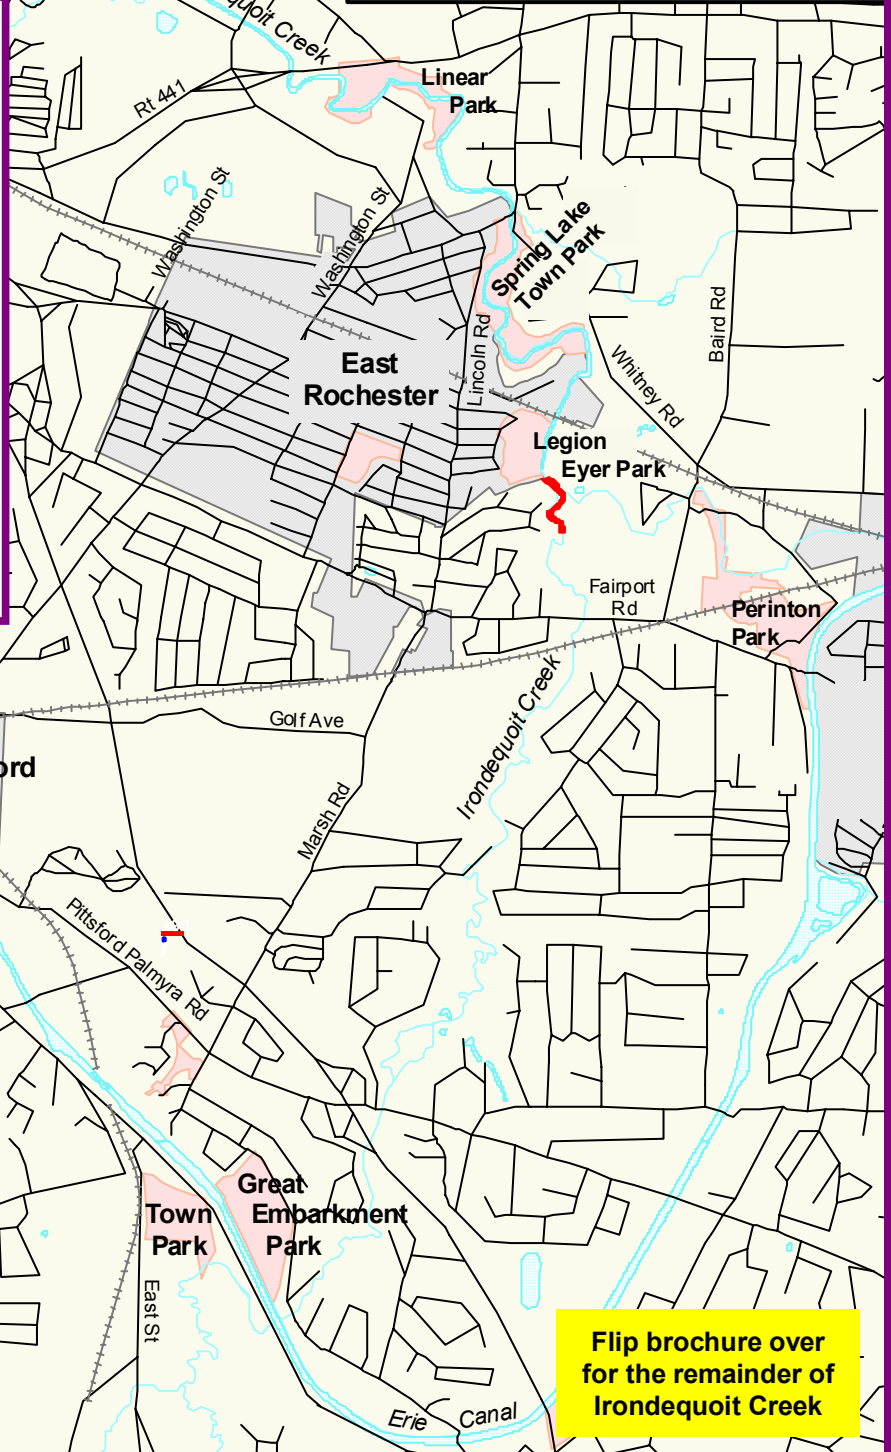 quoit Creek
Linear
Park
Rt 441
Washington St
Washington St
Spring Lake
Town Park
Lincoln Rd
Baird Rd
Whitney Rd
East
Rochester
Legion
Eyer Park
Fairport
Rd
Perinton
Park
Irondequoit Creek
Golf Ave
ord
Marsh Rd
Pittsford Palmyra Rd
Great
Embarkment
Park
Town
Park
East St
Erie Canal
Flip brochure over
for the remainder of
Irondequoit Creek